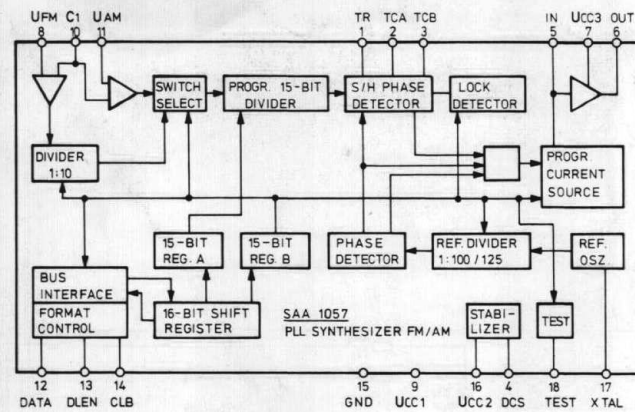 UFM C1 UAM TR TCA TCB IN UCC3 OUT
8 10 11 1 2 3 5 7 6
SWITCH SELECT
PROGR. 15-BIT DIVIDER
S/H PHASE DETECTOR
LOCK DETECTOR
DIVIDER 1:10
PROGR. CURRENT SOURCE
15-BIT REG. A
15-BIT REG. B
PHASE DETECTOR
REF. DIVIDER 1:100 / 125
REF. OSZ.
BUS INTERFACE
FORMAT CONTROL
16-BIT SHIFT REGISTER
SAA 1057
PLL SYNTHESIZER FM/AM
STABI-
LIZER
TEST
12 13 14 15 9 16 4 18 17
DATA DLEN CLB GND UCC1 UCC2 DCS TEST XTAL